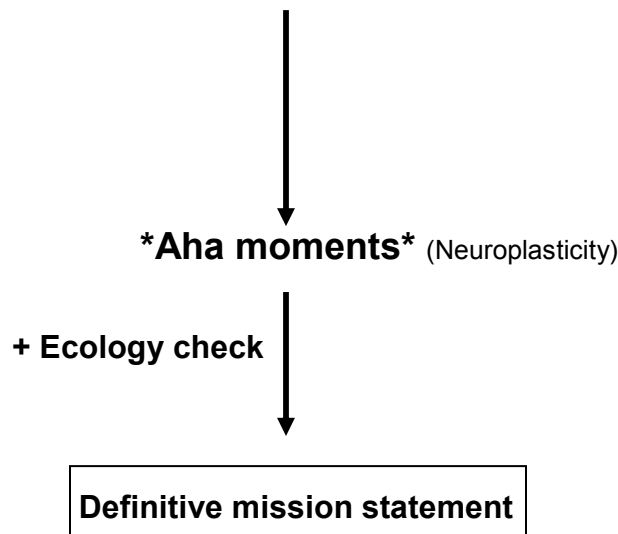 *Aha moments* (Neuroplasticity)
+ Ecology check
Definitive mission statement